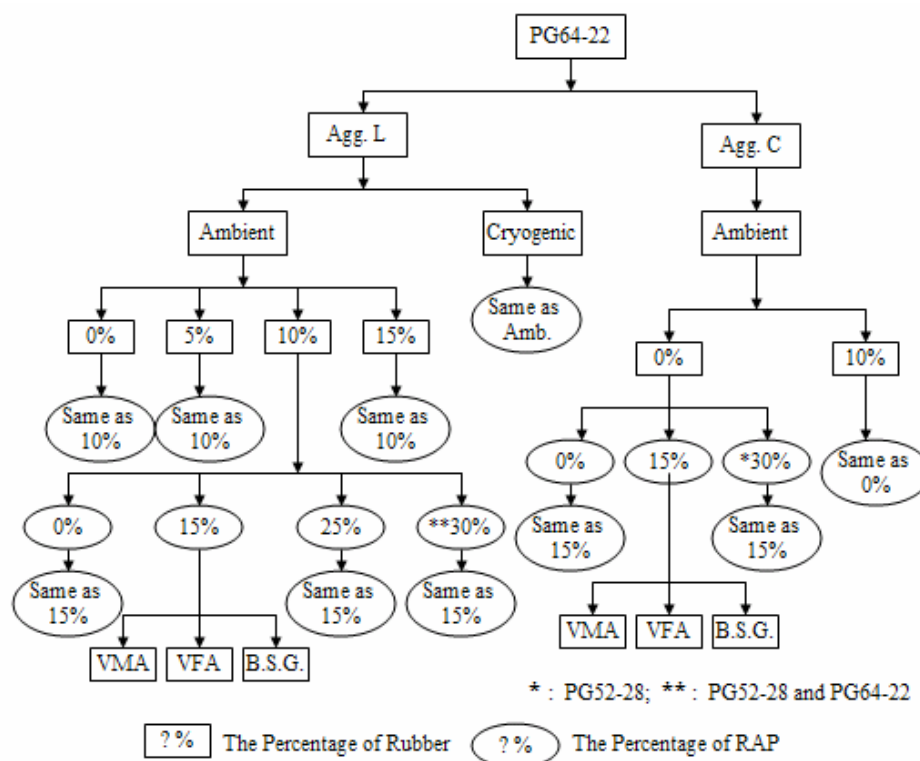 PG64-22
Agg. L
Agg. C
Ambient
Cryogenic
Ambient
Same as
Amb.
0%
5%
10%
15%
0%
10%
Same as
10%
Same as
10%
Same as
10%
0%
15%
*30%
Same as
0%
0%
15%
25%
**30%
Same as
15%
Same as
15%
Same as
15%
Same as
15%
Same as
15%
VMA
VFA
B.S.G.
VMA
VFA
B.S.G.
* : PG52-28; ** : PG52-28 and PG64-22
? % The Percentage of Rubber ? % The Percentage of RAP